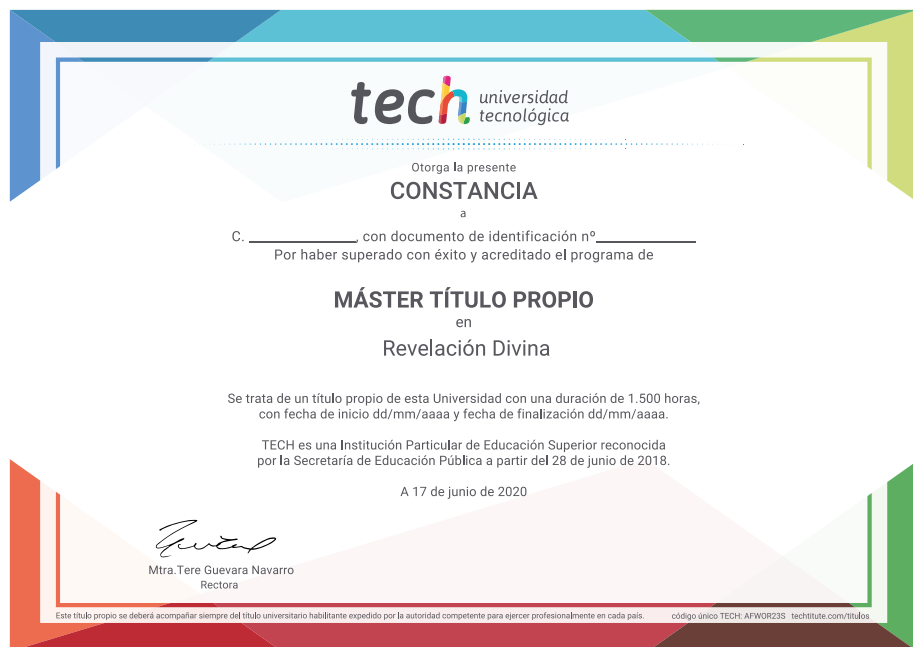 tech universidad
tecnológica
Otorga la presente
CONSTANCIA
a
C. ____________, con documento de identificación nº____________
Por haber superado con éxito y acreditado el programa de
MÁSTER TÍTULO PROPIO
en
Revelación Divina
Se trata de un título propio de esta Universidad con una duración de 1.500 horas,
con fecha de inicio dd/mm/aaaa y fecha de finalización dd/mm/aaaa.
TECH es una Institución Particular de Educación Superior reconocida
por la Secretaría de Educación Pública a partir del 28 de junio de 2018.
A 17 de junio de 2020
Mtra.Tere Guevara Navarro
Rectora
Este título propio se deberá acompañar siempre del título universitario habilitante expedido por la autoridad competente para ejercer profesionalmente en cada país. código único TECH: AFWOR23S techtitute.com/títulos